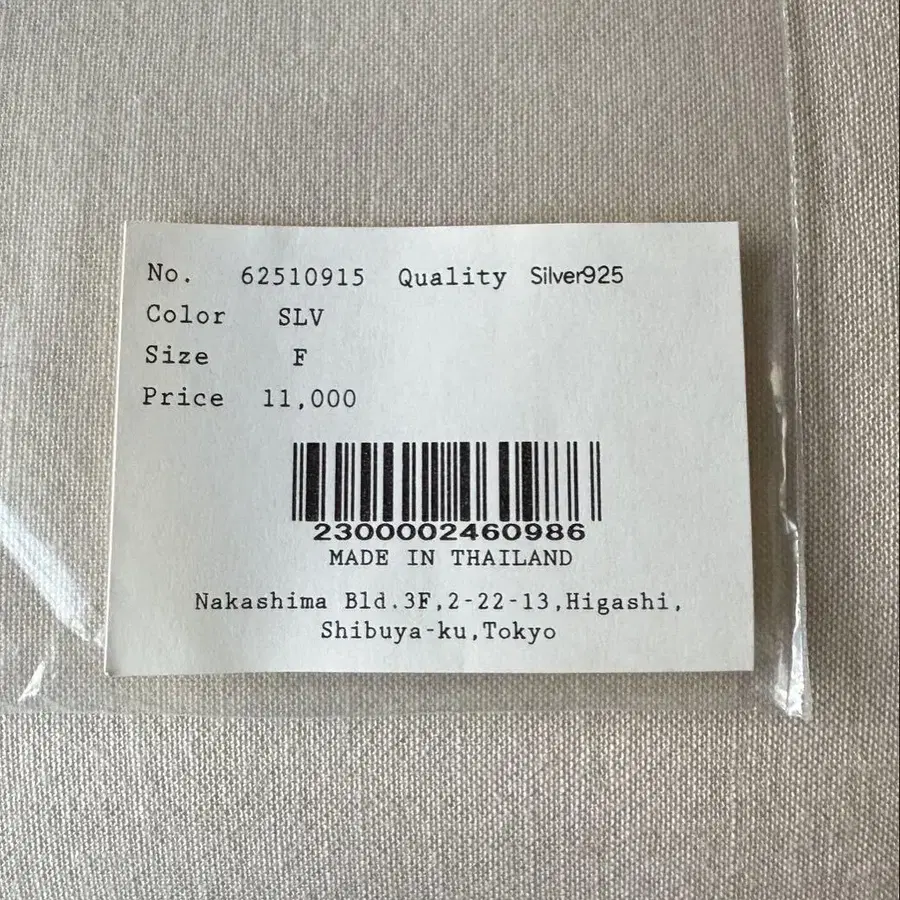 No. 62510915 Quality Silver925
Color SLV
Size F
Price 11,000
2300002460986
MADE IN THAILAND
Nakashima Bld.3F,2-22-13,Higashi,
Shibuya-ku,Tokyo